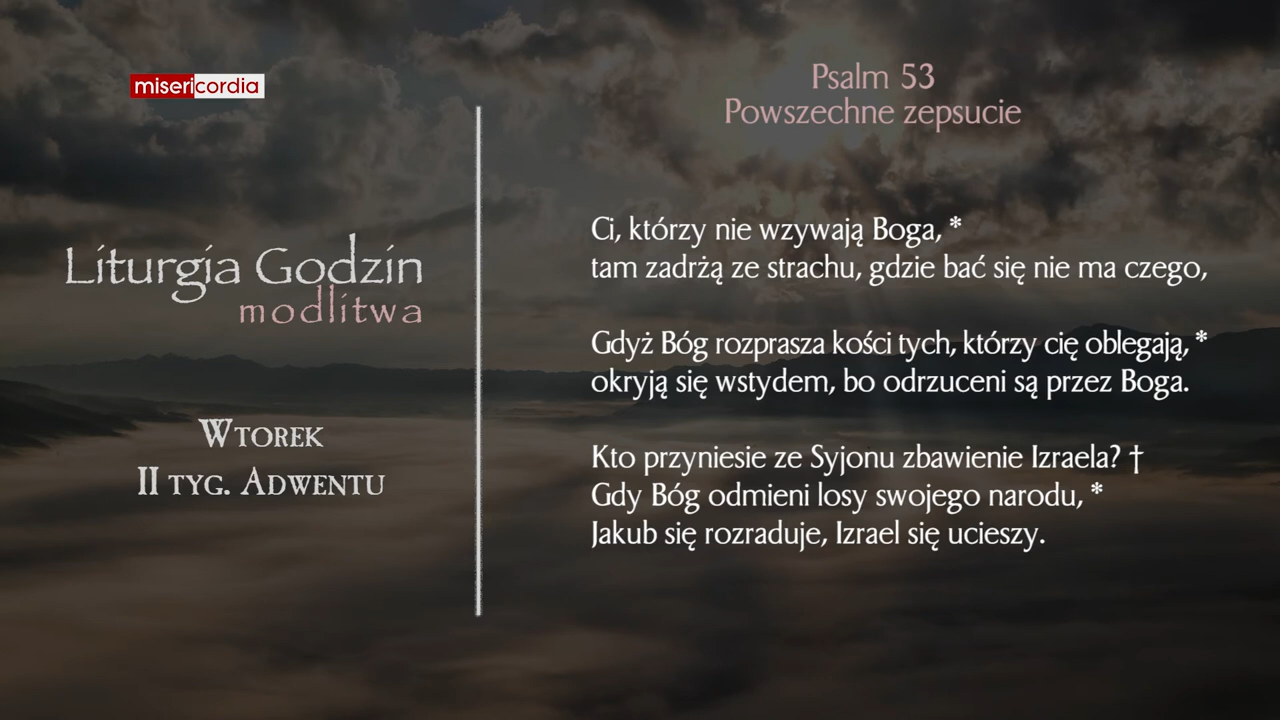 misericordia
Liturgia Godzin
modlitwa
Wtorek
II tyg. Adwentu
Psalm 53
Powszechne zepsucie
Ci, którzy nie wzywają Boga, *
tam zadrżą ze strachu, gdzie bać się nie ma czego,
Gdyż Bóg rozprasza kości tych, którzy cię oblegają, *
okryją się wstydem, bo odrzuceni są przez Boga.
Kto przyniesie ze Syjonu zbawienie Izraela? †
Gdy Bóg odmieni losy swojego narodu, *
Jakub się rozraduje, Izrael się ucieszy.